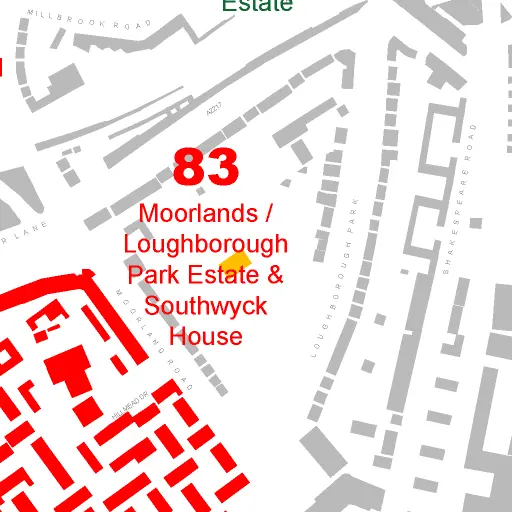 Estate
MILLBROOK ROAD
A2217
83
Moorlands /
Loughborough
Park Estate &
Southwyck
House
SHAKESPEARE ROAD
LOUGHBOROUGH PARK
R LANE
MOORLAND ROAD
HILLMEAD DR